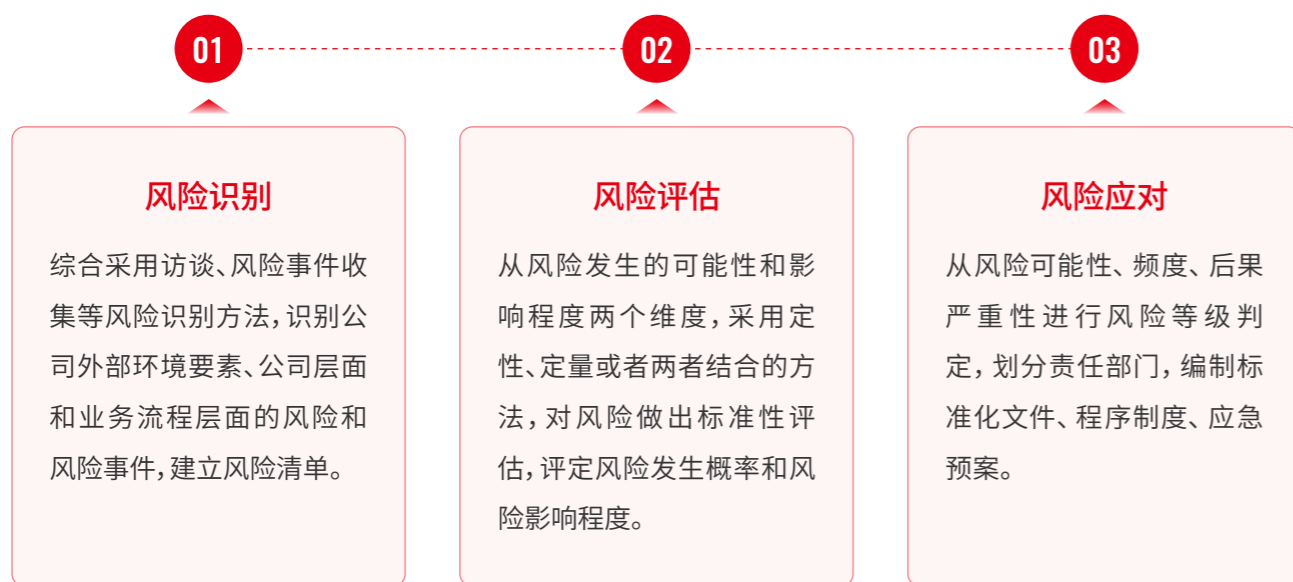 01
02
03
风险识别
综合采用访谈、风险事件收
集等风险识别方法，识别公
司外部环境要素、公司层面
和业务流程层面的风险和
风险事件，建立风险清单。
风险评估
从风险发生的可能性和影
响程度两个维度，采用定
性、定量或者两者结合的方
法，对风险做出标准性评
估，评定风险发生概率和风
险影响程度。
风险应对
从风险可能性、频度、后果
严重性进行风险等级判
定，划分责任部门，编制标
准化文件、程序制度、应急
预案。